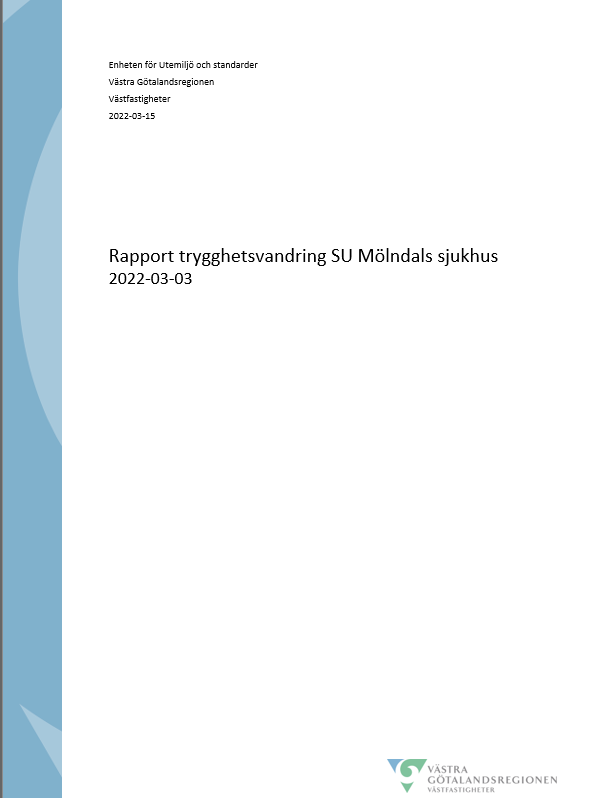 Enheten för Utemiljö och standarder
Västra Götalandsregionen
Västfastigheter
2022-03-15
Rapport trygghetsvandring SU Mölndals sjukhus
2022-03-03
VÄSTRA
GÖTALANDSREGIONEN
VÄSTFASTIGHETER